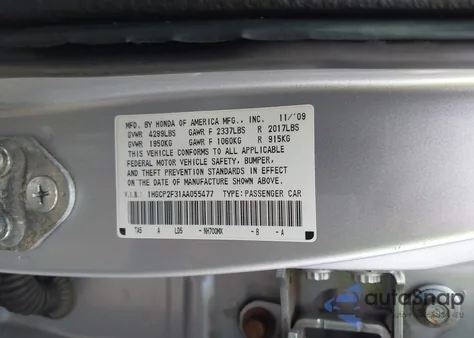 MFD. BY HONDA OF AMERICA MFG., INC. 11/'09
GVWR 4299LBS GAWR F 2337LBS R 2017LBS
GVWR 1950KG GAWR F 1060KG R 915KG
THIS VEHICLE CONFORMS TO ALL APPLICABLE
FEDERAL MOTOR VEHICLE SAFETY, BUMPER,
AND THEFT PREVENTION STANDARDS IN EFFECT
ON THE DATE OF MANUFACTURE SHOWN ABOVE.
V.I.N.: 1HGCP2F31AA055477 TYPE: PASSENGER CAR
TA5 A LD5 -NH700MX -B -A
autoSnap